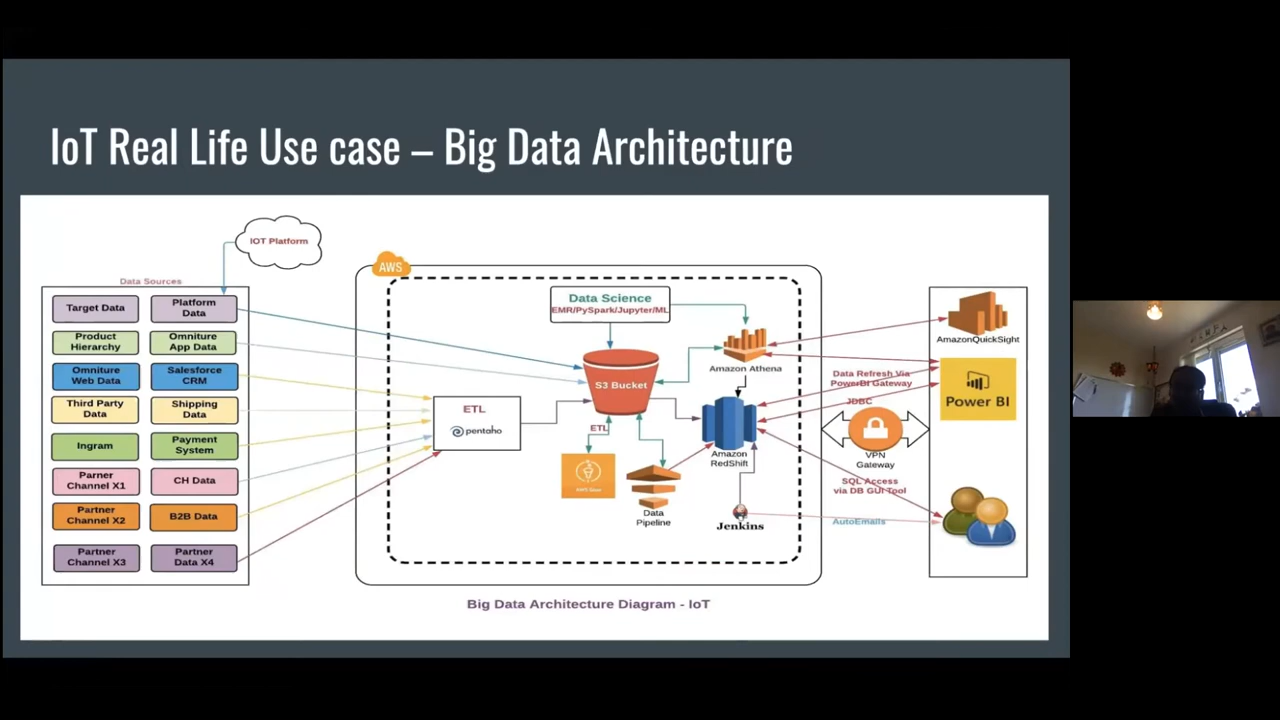 IoT Real Life Use case – Big Data Architecture
IOT Platform
AWS
Data Sources
Target Data
Platform
Data
Product
Hierarchy
Omniture
App Data
Omniture
Web Data
Salesforce
CRM
Third Party
Data
Shipping
Data
Ingram
Payment
System
Parner
Channel X1
CH Data
Partner
Channel X2
B2B Data
Partner
Channel X3
Partner
Data X4
ETL
pentaho
Data Science
EMR/PySpark/Jupyter/ML
S3 Bucket
Amazon Athena
ETL
Data
Pipeline
Amazon
RedShift
Jenkins
AmazonQuickSight
Data Refresh Via
PowerBI Gateway
Power BI
JDBC
VPN
Gateway
SQL Access
via DB GUI Tool
AutoEmails
Big Data Architecture Diagram - IoT